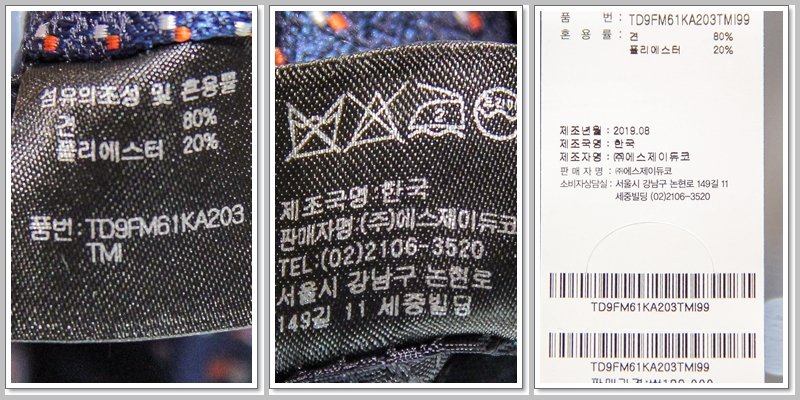 섬유의조성 및 혼용률
견 80%
폴리에스터 20%
품번:TD9FM61KA203
TMI
제조국명:한국
판매자명:(주)에스제이듀코
TEL:(02)2106-3520
서울시 강남구 논현로
149길 11 세중빌딩
품 번 : TD9FM61KA203TMI99
혼 용 률 : 견 80%
폴리에스터 20%
제조년월 : 2019.08
제조국명 : 한국
제조자명 : ㈜에스제이듀코
판 매 자 명 : ㈜에스제이듀코
소비자상담실 : 서울시 강남구 논현로 149길 11
세중빌딩 (02)2106-3520
TD9FM61KA203TMI99
TD9FM61KA203TMI99